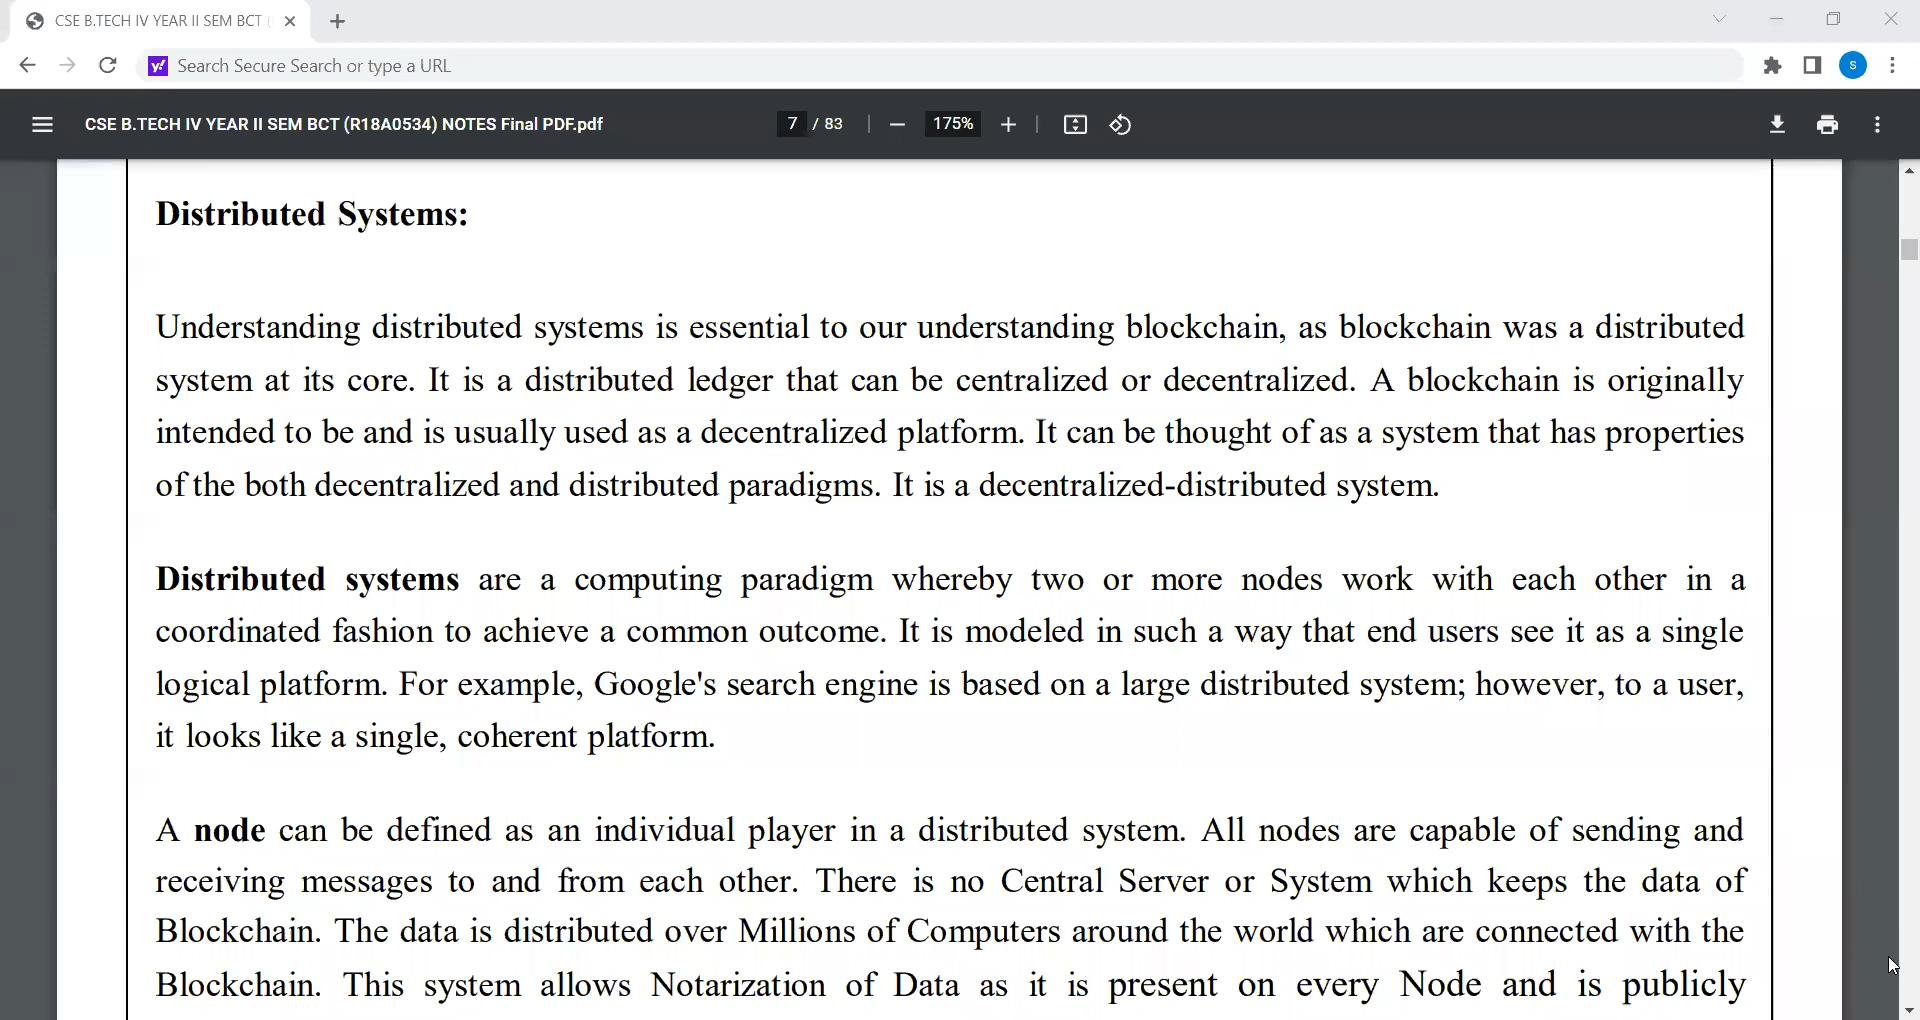 CSE B.TECH IV YEAR II SEM BCT
Search Secure Search or type a URL
s
CSE B.TECH IV YEAR II SEM BCT (R18A0534) NOTES Final PDF.pdf
7 / 83
175%
Distributed Systems:
Understanding distributed systems is essential to our understanding blockchain, as blockchain was a distributed
system at its core. It is a distributed ledger that can be centralized or decentralized. A blockchain is originally
intended to be and is usually used as a decentralized platform. It can be thought of as a system that has properties
of the both decentralized and distributed paradigms. It is a decentralized-distributed system.
Distributed systems are a computing paradigm whereby two or more nodes work with each other in a
coordinated fashion to achieve a common outcome. It is modeled in such a way that end users see it as a single
logical platform. For example, Google's search engine is based on a large distributed system; however, to a user,
it looks like a single, coherent platform.
A node can be defined as an individual player in a distributed system. All nodes are capable of sending and
receiving messages to and from each other. There is no Central Server or System which keeps the data of
Blockchain. The data is distributed over Millions of Computers around the world which are connected with the
Blockchain. This system allows Notarization of Data as it is present on every Node and is publicly